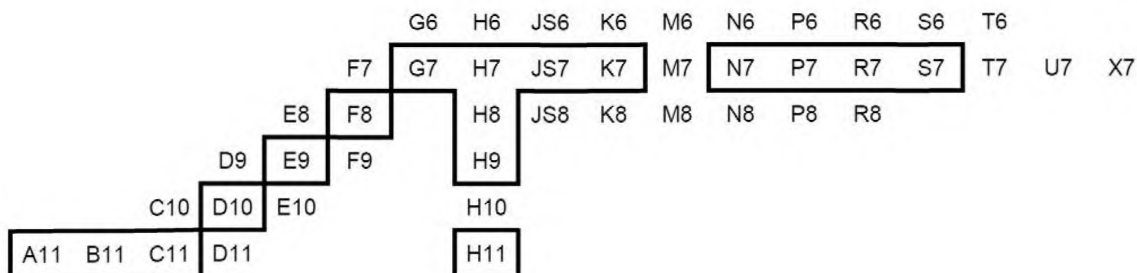 G6 H6 JS6 K6 M6 N6 P6 R6 S6 T6
F7 G7 H7 JS7 K7 M7 N7 P7 R7 S7 T7 U7 X7
E8 F8 H8 JS8 K8 M8 N8 P8 R8
D9 E9 F9 H9
C10 D10 E10 H10
A11 B11 C11 D11 H11